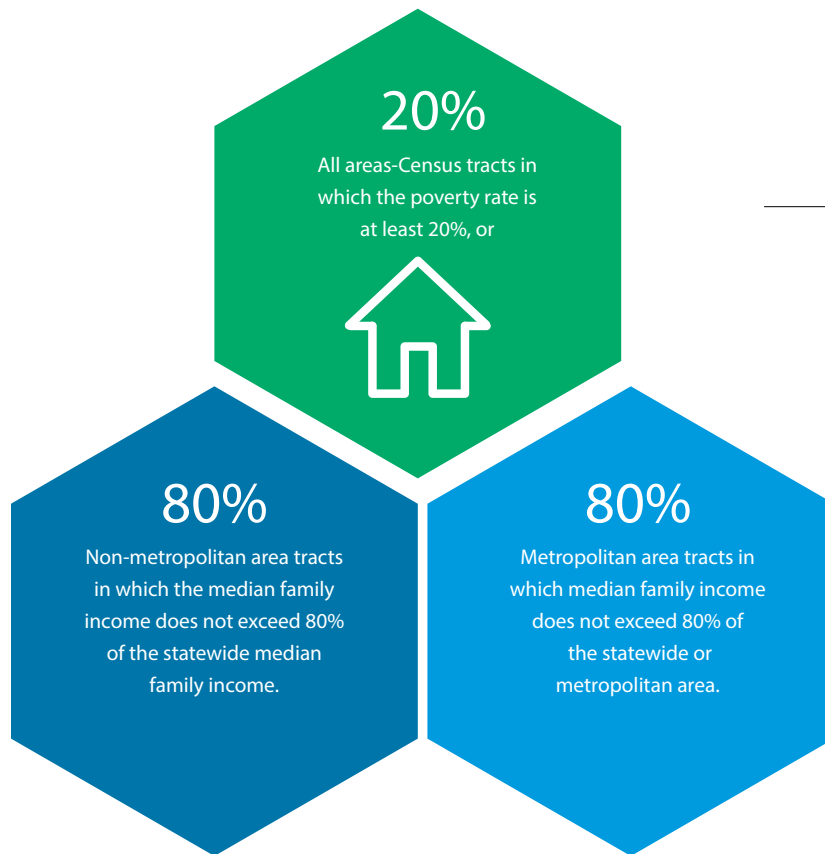 20%
All areas-Census tracts in
which the poverty rate is
at least 20%, or
80%
Non-metropolitan area tracts
in which the median family
income does not exceed 80%
of the statewide median
family income.
80%
Metropolitan area tracts in
which median family income
does not exceed 80% of
the statewide or
metropolitan area.